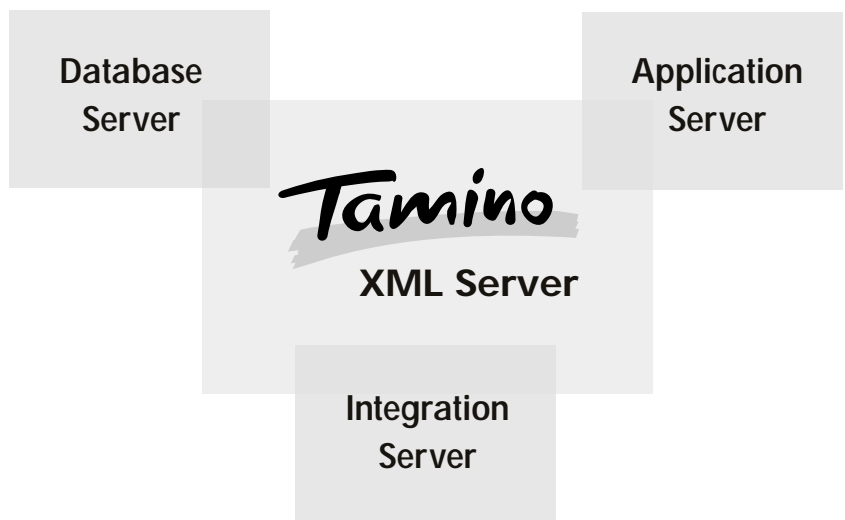 Database
Server
Application
Server
Tamino
XML Server
Integration
Server